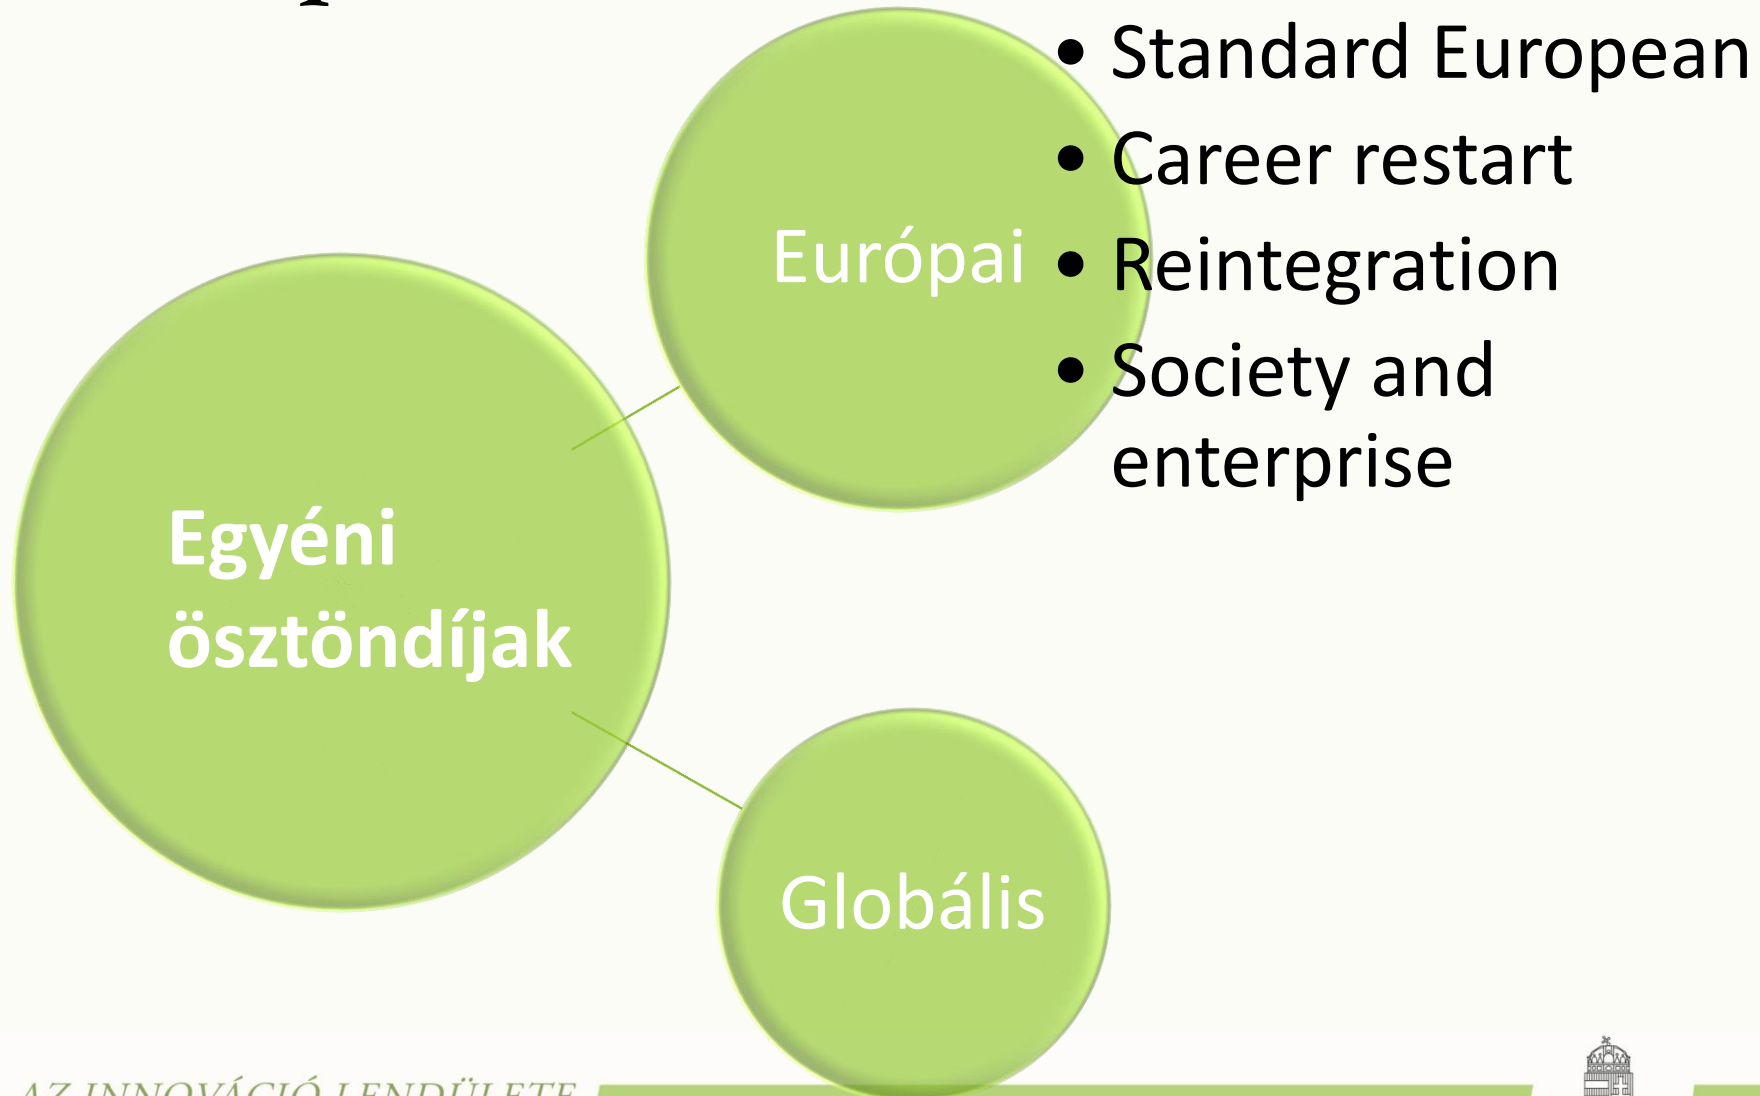 Egyéni
ösztöndíjak
Európai
• Standard European
• Career restart
• Reintegration
• Society and
enterprise
Globális
AZ INNOVÁCIÓ LENDÜLETE